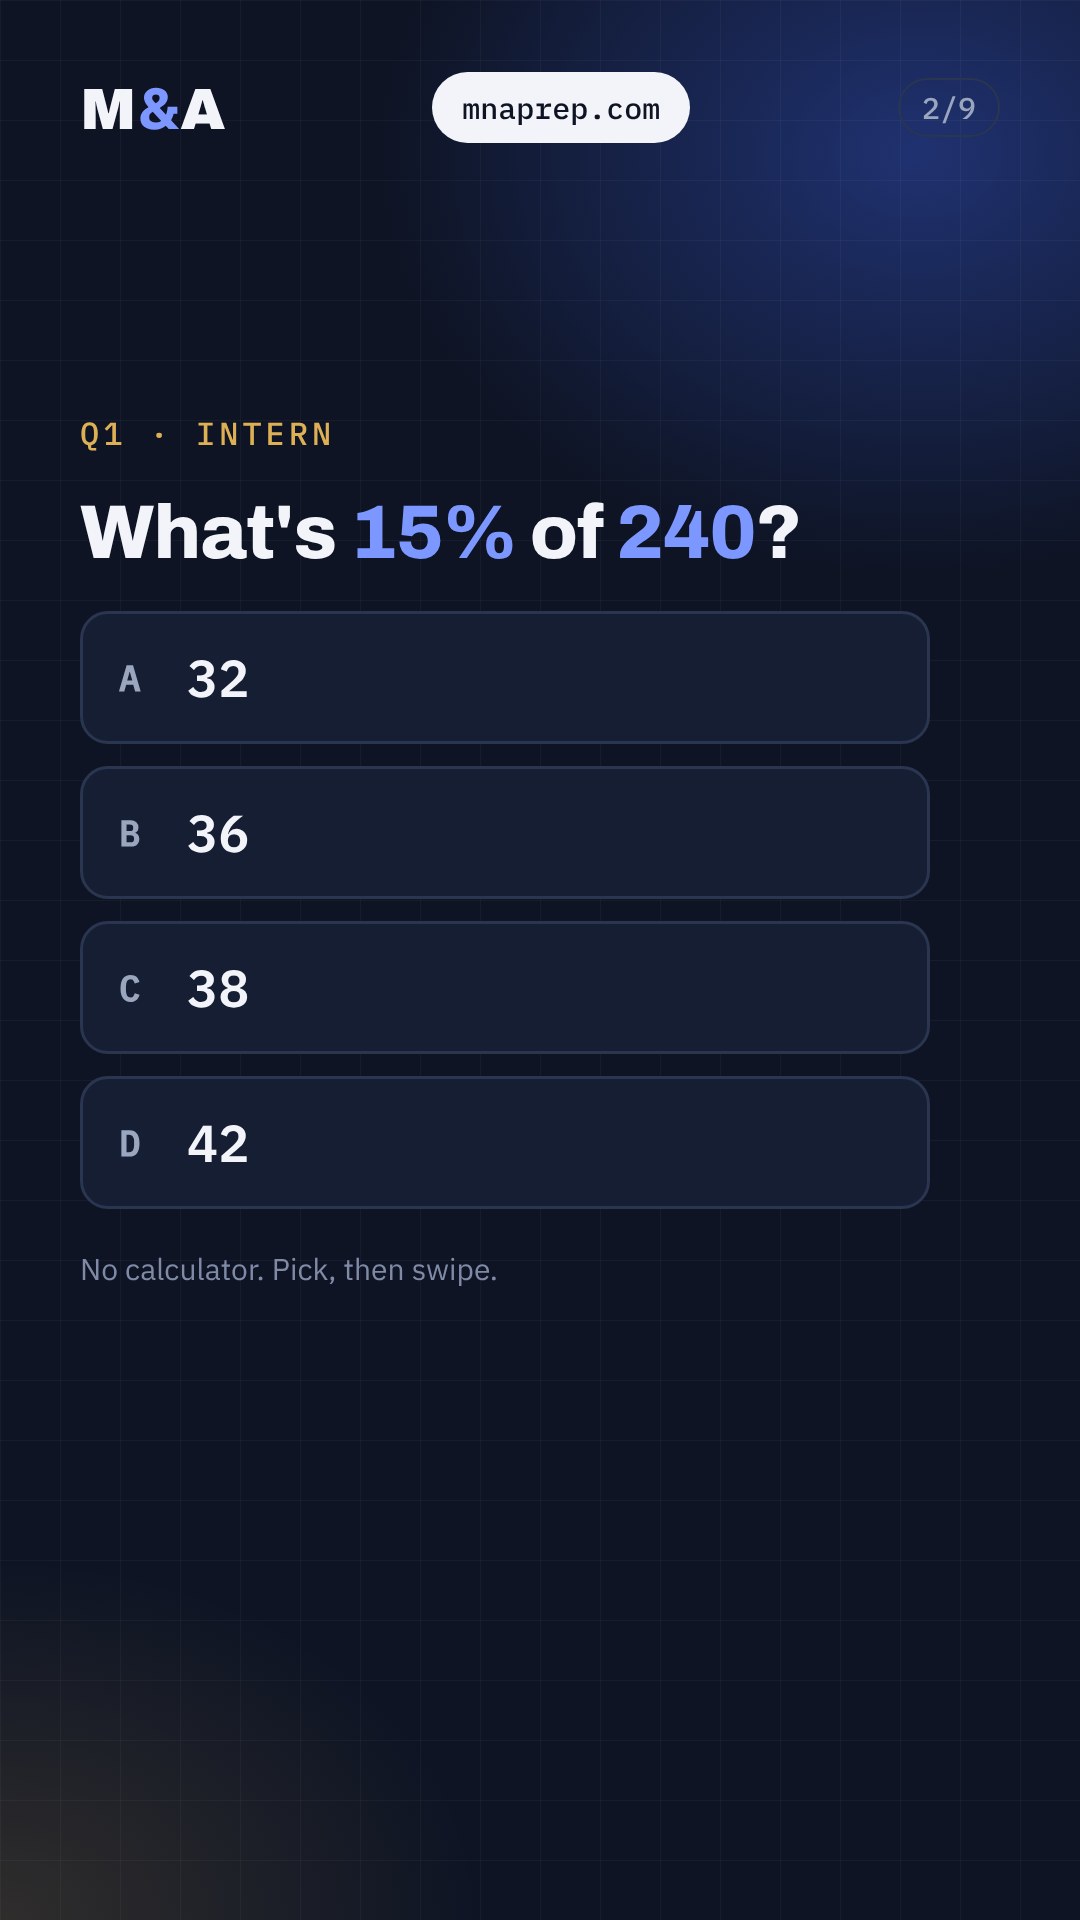 M&A
mnaprep.com
2/9
Q1 · INTERN
What's 15% of 240?
A 32
B 36
C 38
D 42
No calculator. Pick, then swipe.